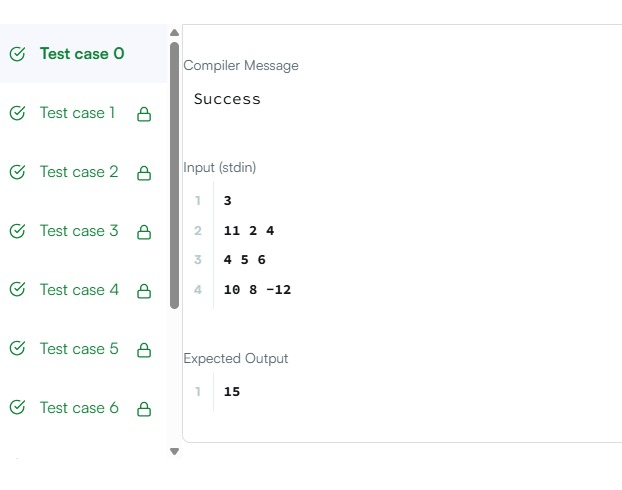 Test case 0
Test case 1
Test case 2
Test case 3
Test case 4
Test case 5
Test case 6
Compiler Message
Success
Input (stdin)
1 3
2 11 2 4
3 4 5 6
4 10 8 -12
Expected Output
1 15